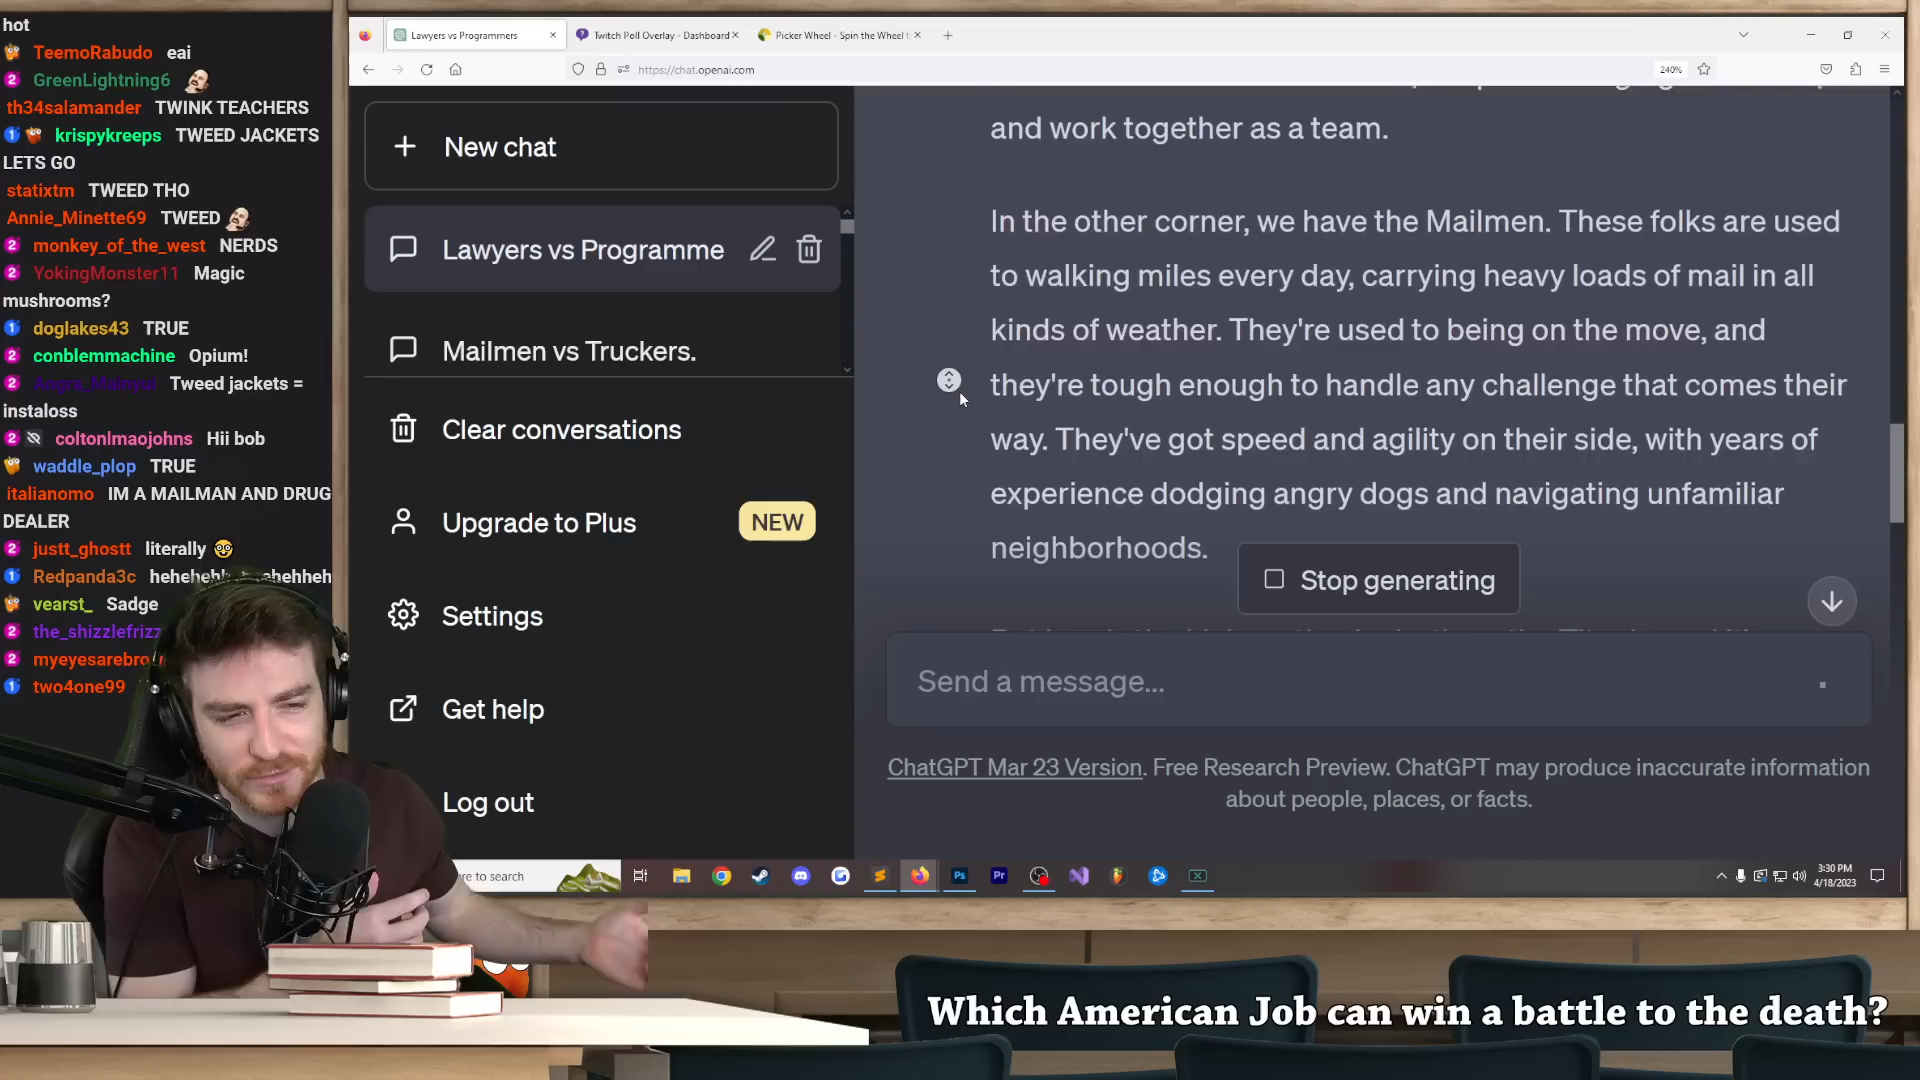 hot
TeemoRabudo eai
GreenLightning6
th34salamander TWINK TEACHERS
krispykreeps TWEED JACKETS
LETS GO
statixtm TWEED THO
Annie_Minette69 TWEED
monkey_of_the_west NERDS
YokingMonster11 Magic
mushrooms?
doglakes43 TRUE
conblemmachine Opium!
Tweed jackets =
instaloss
coltonlmaojohns Hii bob
waddle_plop TRUE
italianomo IM A MAILMAN AND DRUG
DEALER
justt_ghostt literally
Redpanda3c
vearst_ Sadge
the_shizzlefrizz
two4one99
Lawyers vs Programmers
Twitch Poll Overlay - Dashboard
Picker Wheel - Spin the Wheel
https://chat.openai.com
240%
New chat
Lawyers vs Programme
Mailmen vs Truckers.
Clear conversations
Upgrade to Plus
NEW
Settings
Get help
Log out
and work together as a team.
In the other corner, we have the Mailmen. These folks are used
to walking miles every day, carrying heavy loads of mail in all
kinds of weather. They're used to being on the move, and
they're tough enough to handle any challenge that comes their
way. They've got speed and agility on their side, with years of
experience dodging angry dogs and navigating unfamiliar
neighborhoods.
Stop generating
Send a message...
ChatGPT Mar 23 Version. Free Research Preview. ChatGPT may produce inaccurate information
about people, places, or facts.
ere to search
Ps
Pr
3:30 PM
4/18/2023
Which American Job can win a battle to the death?